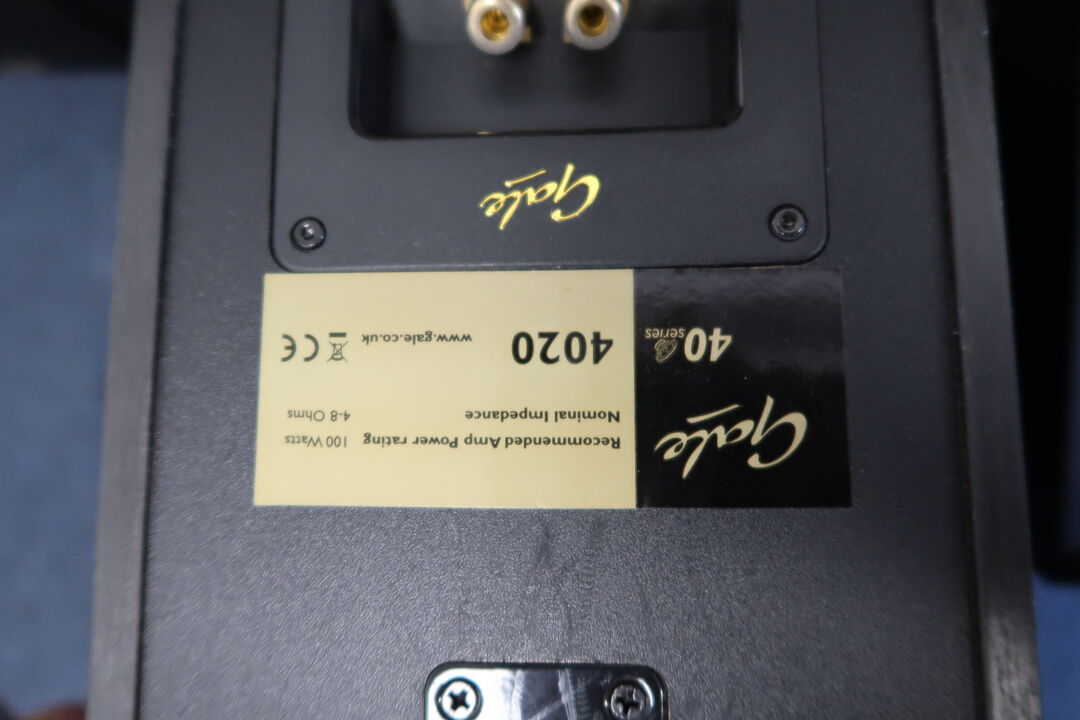 Gale
Gale
40 series
Recommended Amp Power rating 100 Watts
Nominal Impedance 4-8 Ohms
4020 www.gale.co.uk CE